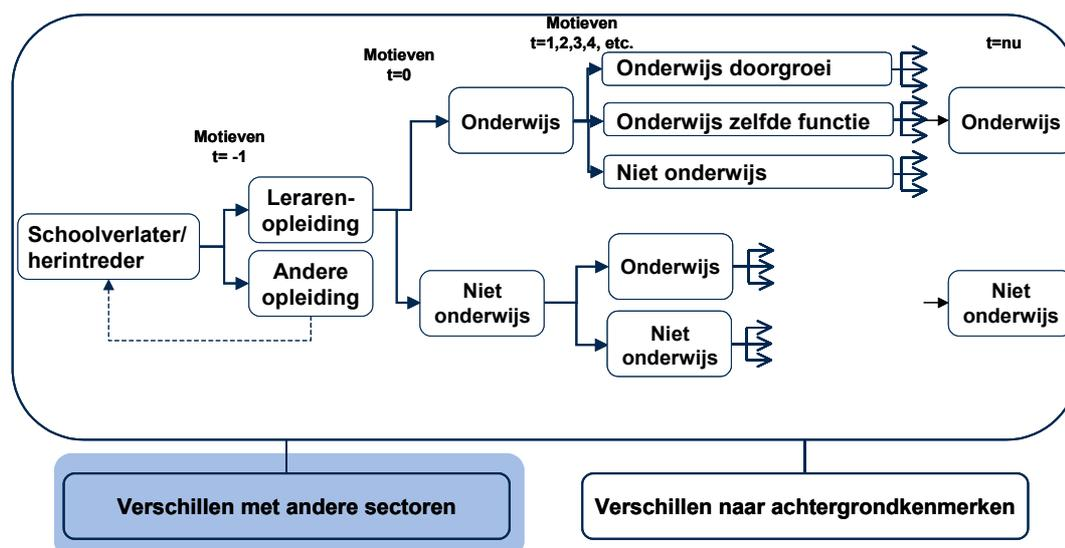 Motieven
t=1,2,3,4, etc.
t=nu
Motieven
t=0
Onderwijs doorgroei
Onderwijs
Onderwijs zelfde functie
Onderwijs
Niet onderwijs
Motieven
t= -1
Leraren-
opleiding
Schoolverlater/
herintreder
Andere
opleiding
Niet
onderwijs
Onderwijs
Niet
onderwijs
Niet
onderwijs
Verschillen met andere sectoren
Verschillen naar achtergrondkenmerken